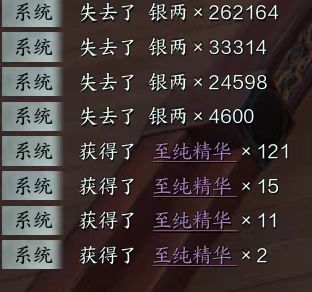 系统 失去了 银两×262164
系统 失去了 银两×33314
系统 失去了 银两×24598
系统 失去了 银两×4600
系统 获得了 至纯精华×121
系统 获得了 至纯精华×15
系统 获得了 至纯精华×11
系统 获得了 至纯精华×2